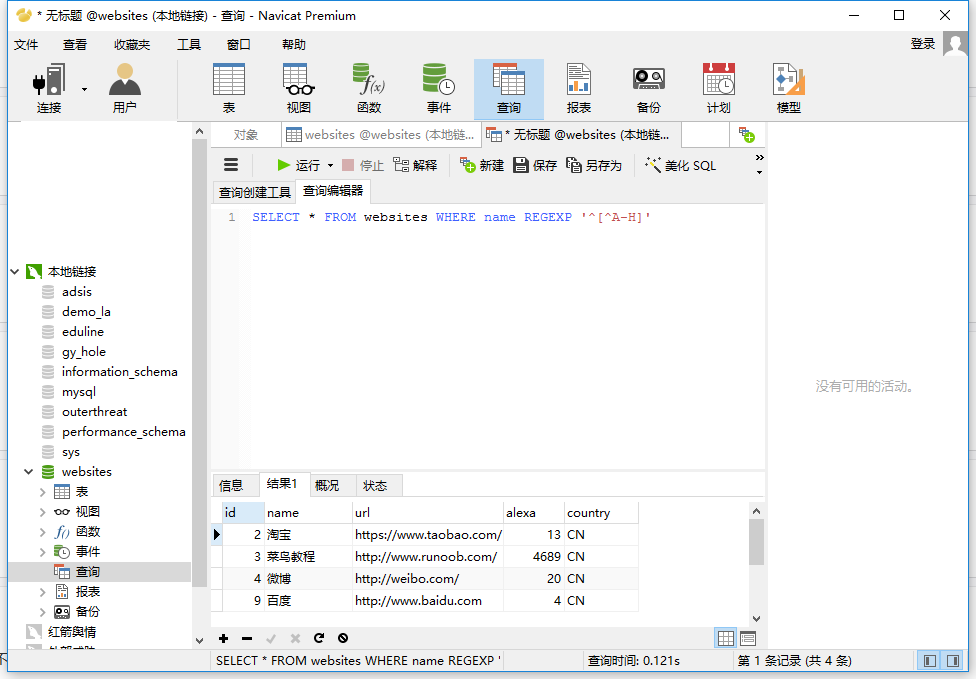 * 无标题 @websites (本地链接) - 查询 - Navicat Premium
文件 查看 收藏夹 工具 窗口 帮助 登录
连接 用户 表 视图 函数 事件 查询 报表 备份 计划 模型
对象 websites @websites (本地链... * 无标题 @websites (本地链...
运行 停止 解释 新建 保存 另存为 美化 SQL
查询创建工具 查询编辑器
1 SELECT * FROM websites WHERE name REGEXP '^[^A-H]'
本地链接
adsis
demo_la
eduline
gy_hole
information_schema
mysql
outerthreat
performance_schema
sys
websites
表
视图
函数
事件
查询
报表
备份
红箭舆情
没有可用的活动。
信息 结果1 概况 状态
id name url alexa country
2 淘宝 https://www.taobao.com/ 13 CN
3 菜鸟教程 http://www.runoob.com/ 4689 CN
4 微博 http://weibo.com/ 20 CN
9 百度 http://www.baidu.com 4 CN
SELECT * FROM websites WHERE name REGEXP ' 查询时间: 0.121s 第 1 条记录 (共 4 条)